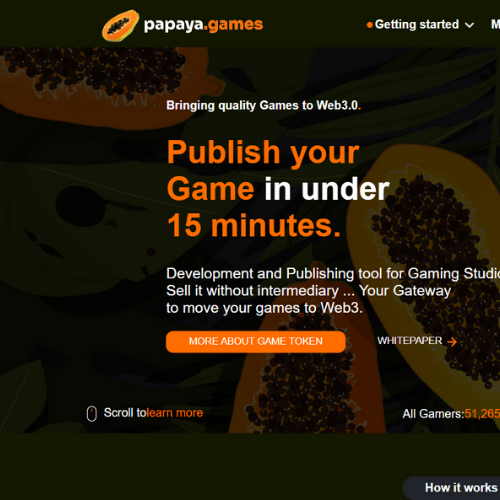 papaya.games
Getting started
M
Bringing quality Games to Web3.0.
Publish your
Game in under
15 minutes.
Development and Publishing tool for Gaming Studio
Sell it without intermediary ... Your Gateway
to move your games to Web3.
MORE ABOUT GAME TOKEN
WHITEPAPER
Scroll tolearn more
All Gamers:51,265
How it works